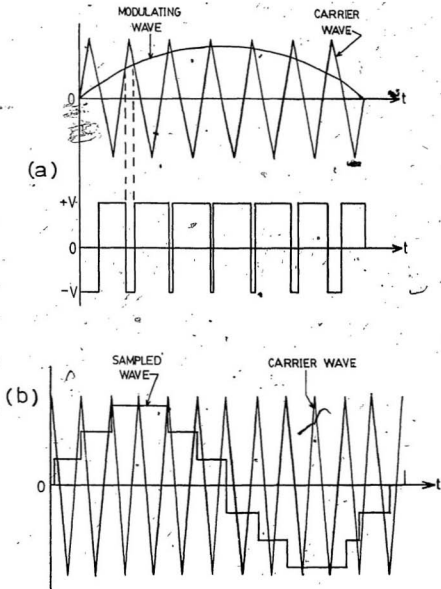 MODULATING
WAVE
CARRIER
WAVE
0
t
(a)
+V
0
t
-V
SAMPLED
WAVE
CARRIER WAVE
(b)
0
t